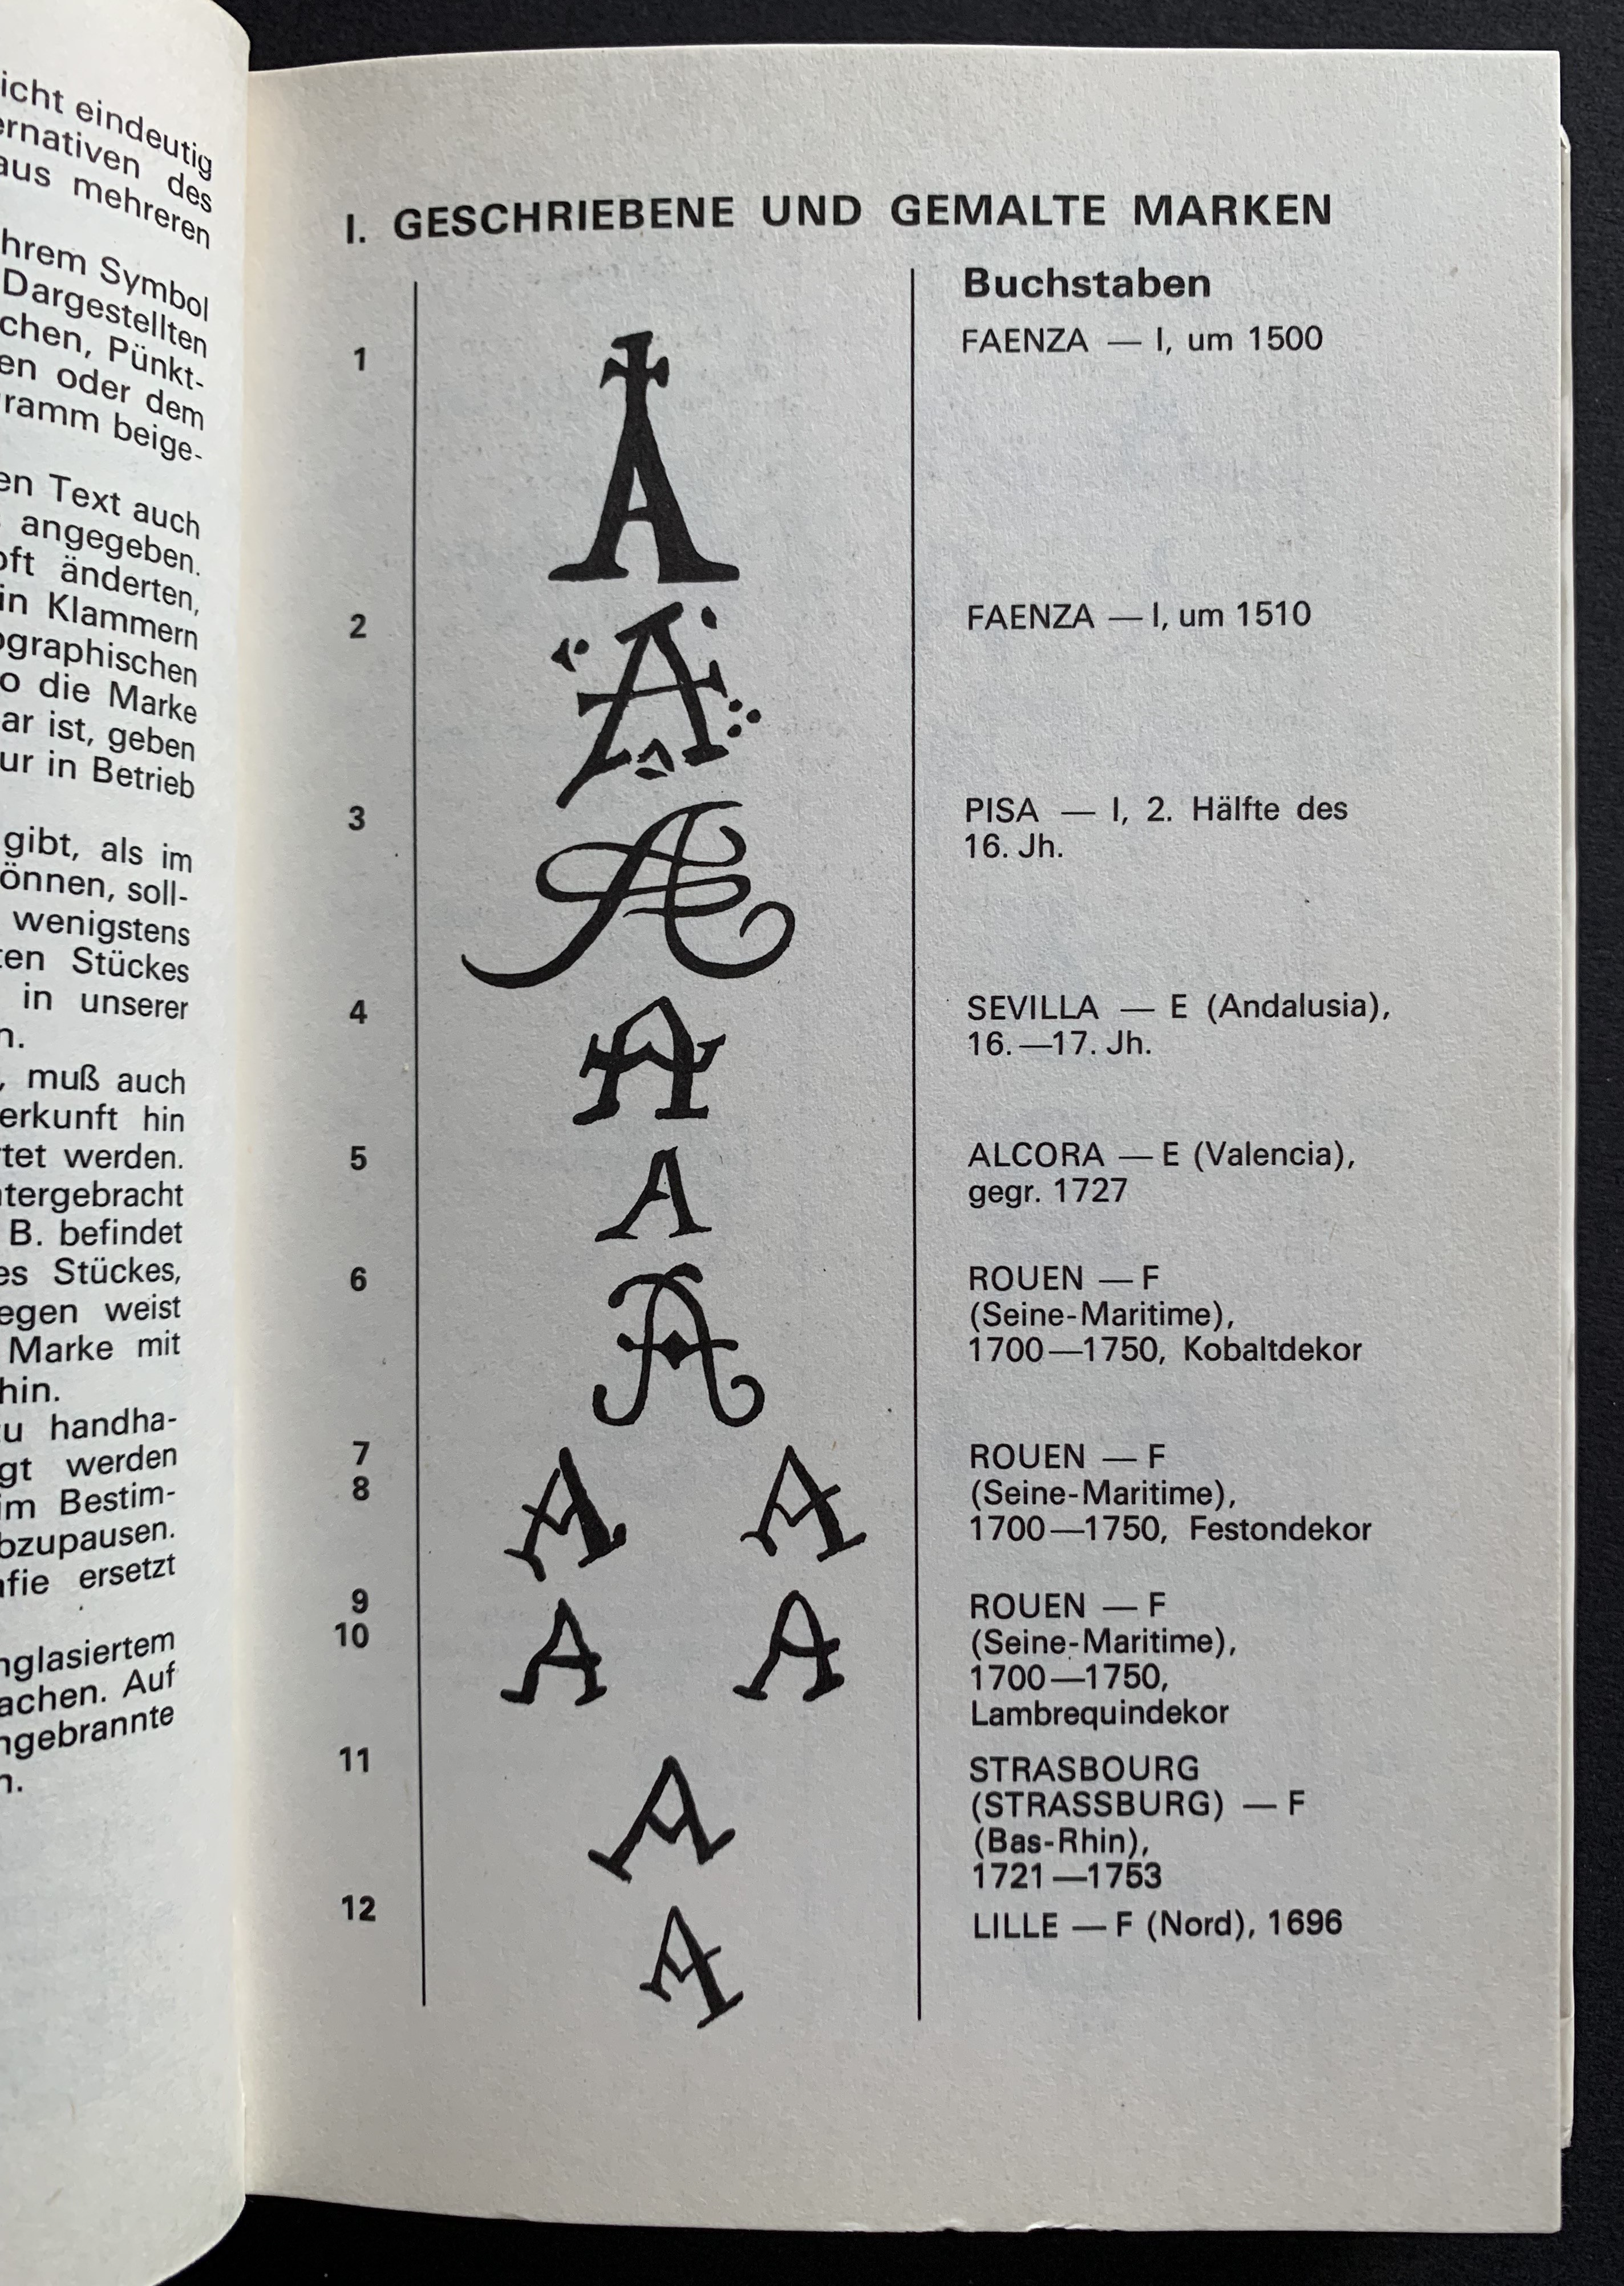 icht eindeutig
ernativen des
aus mehreren
hrem Symbol
Dargestellten
chen, Pünkt-
en oder dem
ramm beige-
en Text auch
angegeben.
oft änderten,
in Klammern
ographischen
o die Marke
ar ist, geben
ur in Betrieb
gibt, als im
önnen, soll-
wenigstens
ten Stückes
in unserer
n.
, muß auch
erkunft hin
tet werden.
ntergebracht
B. befindet
es Stückes,
egen weist
Marke mit
hin.
zu handha-
gt werden
im Bestim-
bzupausen.
afie ersetzt
nglasiertem
achen. Auf
ngebrannte
n.
I. GESCHRIEBENE UND GEMALTE MARKEN
Buchstaben
1 A FAENZA — I, um 1500
2 A FAENZA — I, um 1510
3 A PISA — I, 2. Hälfte des
16. Jh.
4 A SEVILLA — E (Andalusia),
16.—17. Jh.
5 A ALCORA — E (Valencia),
gegr. 1727
6 A ROUEN — F
(Seine-Maritime),
1700—1750, Kobaltdekor
7 A A ROUEN — F
8 (Seine-Maritime),
1700—1750, Festondekor
9 A A ROUEN — F
10 (Seine-Maritime),
1700—1750,
Lambrequindekor
11 A STRASBOURG
(STRASSBURG) — F
(Bas-Rhin),
1721—1753
12 A LILLE — F (Nord), 1696